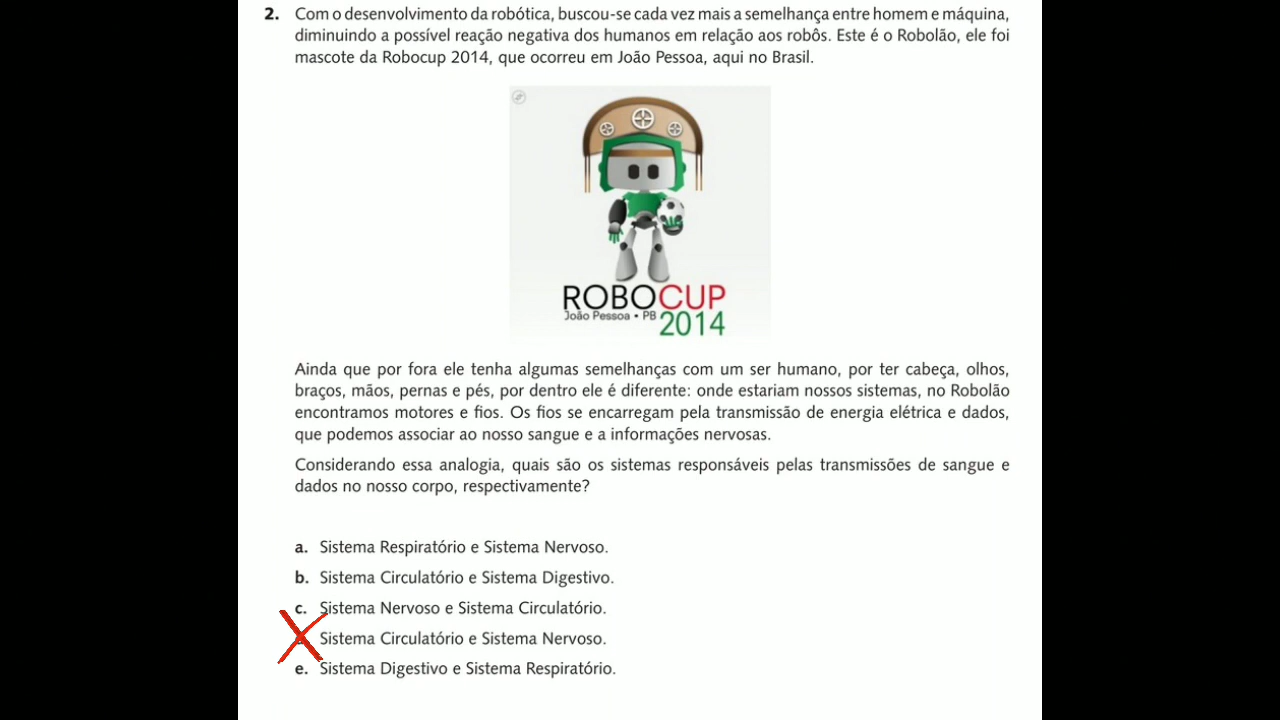 2. Com o desenvolvimento da robótica, buscou-se cada vez mais a semelhança entre homem e máquina,
diminuindo a possível reação negativa dos humanos em relação aos robôs. Este é o Robolão, ele foi
mascote da Robocup 2014, que ocorreu em João Pessoa, aqui no Brasil.
ROBOCUP
João Pessoa • PB
2014
Ainda que por fora ele tenha algumas semelhanças com um ser humano, por ter cabeça, olhos,
braços, mãos, pernas e pés, por dentro ele é diferente: onde estariam nossos sistemas, no Robolão
encontramos motores e fios. Os fios se encarregam pela transmissão de energia elétrica e dados,
que podemos associar ao nosso sangue e a informações nervosas.
Considerando essa analogia, quais são os sistemas responsáveis pelas transmissões de sangue e
dados no nosso corpo, respectivamente?
a. Sistema Respiratório e Sistema Nervoso.
b. Sistema Circulatório e Sistema Digestivo.
c. Sistema Nervoso e Sistema Circulatório.
Sistema Circulatório e Sistema Nervoso.
e. Sistema Digestivo e Sistema Respiratório.